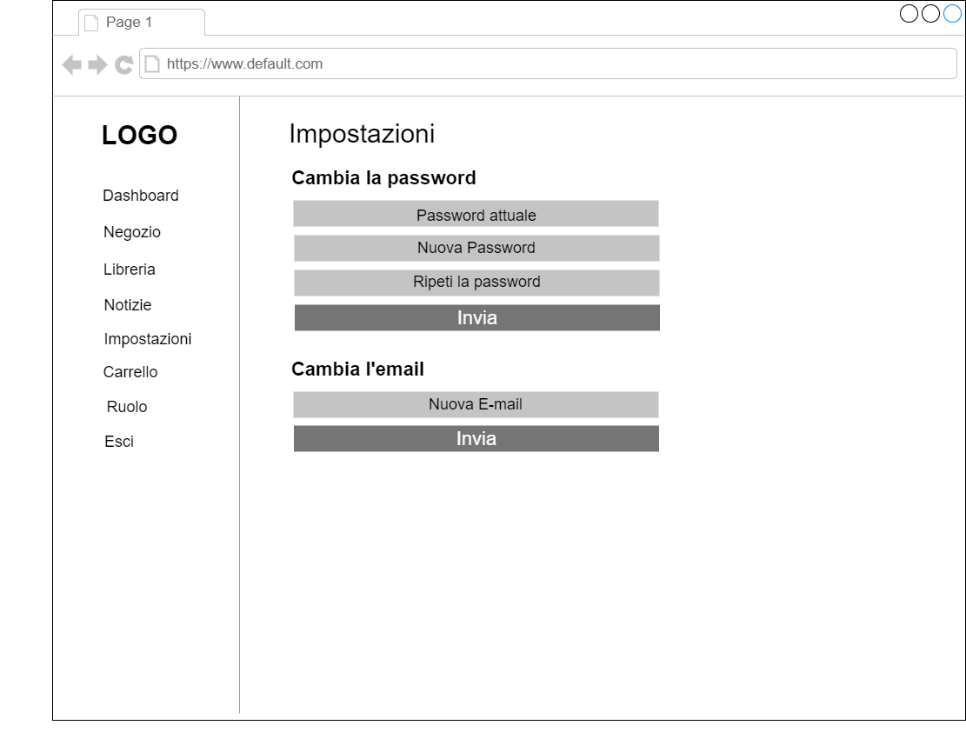 Page 1
https://www.default.com
LOGO
Dashboard
Negozio
Libreria
Notizie
Impostazioni
Carrello
Ruolo
Esci
Impostazioni
Cambia la password
Password attuale
Nuova Password
Ripeti la password
Invia
Cambia l'email
Nuova E-mail
Invia